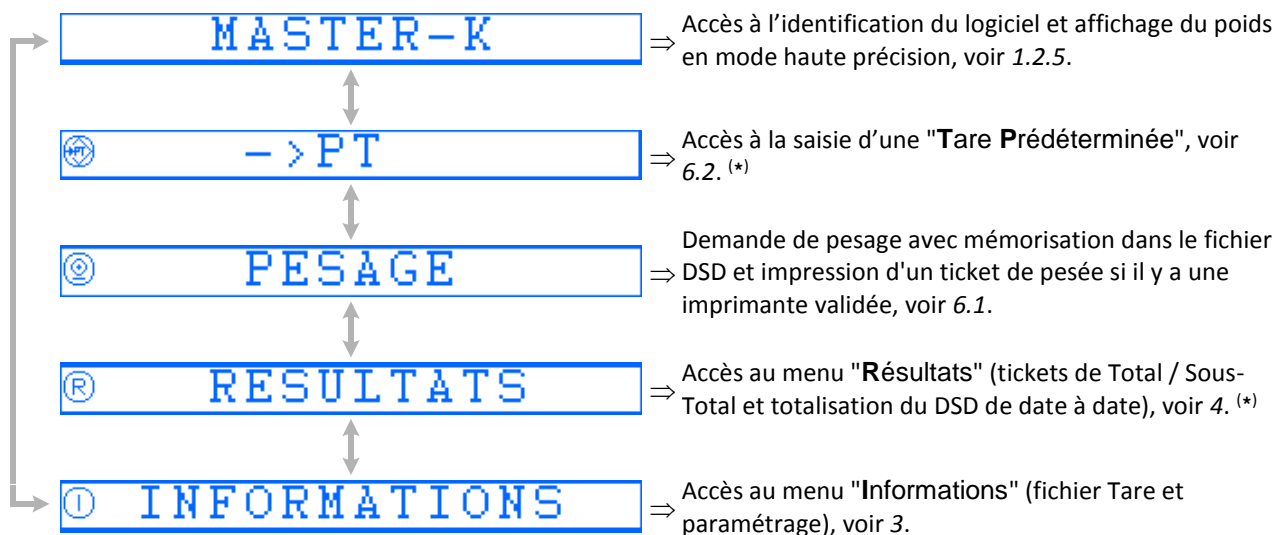 MASTER-K
⇒ Accès à l’identification du logiciel et affichage du poids
en mode haute précision, voir 1.2.5.
->PT
⇒ Accès à la saisie d’une "Tare Prédéterminée", voir
6.2. (*)
PESAGE
Demande de pesage avec mémorisation dans le fichier
⇒ DSD et impression d'un ticket de pesée si il y a une
imprimante validée, voir 6.1.
R RESULTATS
⇒ Accès au menu "Résultats" (tickets de Total / Sous-
Total et totalisation du DSD de date à date), voir 4. (*)
I INFORMATIONS
⇒ Accès au menu "Informations" (fichier Tare et
paramétrage), voir 3.